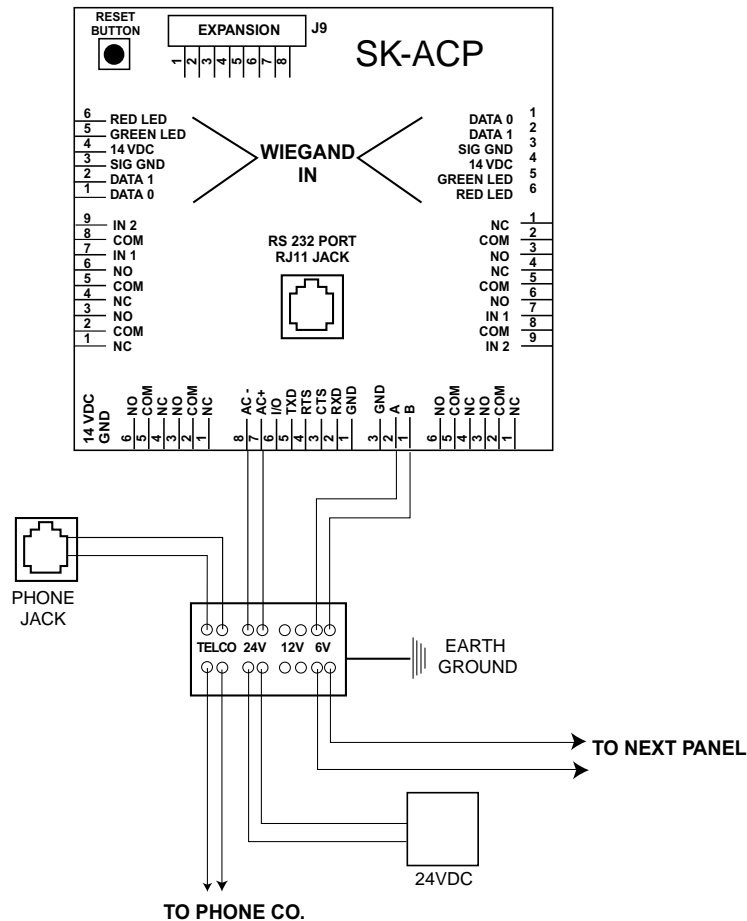 RESET
BUTTON
EXPANSION
J9
1 2 3 4 5 6 7 8
SK-ACP
6 RED LED
5 GREEN LED
4 14 VDC
3 SIG GND
2 DATA 1
1 DATA 0
WIEGAND
IN
DATA 0 1
DATA 1 2
SIG GND 3
14 VDC 4
GREEN LED 5
RED LED 6
9 IN 2
8 COM
7 IN 1
6 NO
5 COM
4 NC
3 NO
2 COM
1 NC
RS 232 PORT
RJ11 JACK
NC 1
COM 2
NO 3
NC 4
COM 5
NO 6
IN 1 7
COM 8
IN 2 9
14 VDC
GND
6 NO
5 COM
4 NC
3 NO
2 COM
1 NC
8 AC -
7 AC+
6 I/O
5 TXD
4 RTS
3 CTS
2 RXD
1 GND
3 GND
2 A
1 B
6 NO
5 COM
4 NC
3 NO
2 COM
1 NC
PHONE
JACK
TELCO 24V 12V 6V
EARTH
GROUND
TO NEXT PANEL
24VDC
TO PHONE CO.